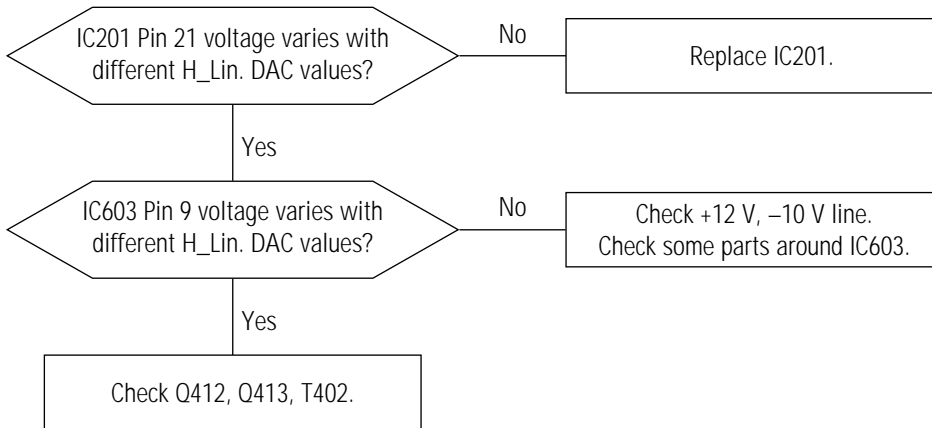 IC201 Pin 21 voltage varies with
different H_Lin. DAC values?
No
Replace IC201.
Yes
IC603 Pin 9 voltage varies with
different H_Lin. DAC values?
No
Check +12 V, –10 V line.
Check some parts around IC603.
Yes
Check Q412, Q413, T402.